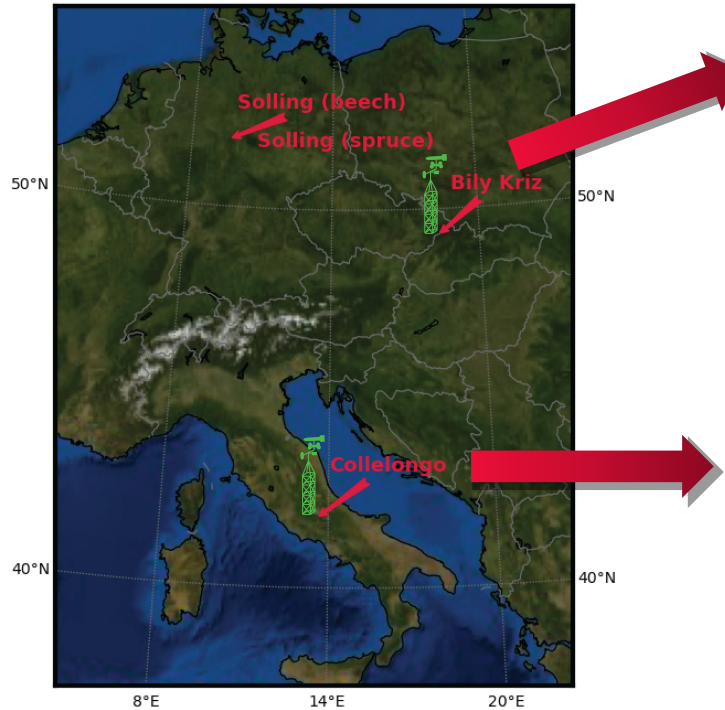 Solling (beech)
Solling (spruce)
50°N
Bily Kriz
50°N
Collelongo
40°N
40°N
8°E
14°E
20°E